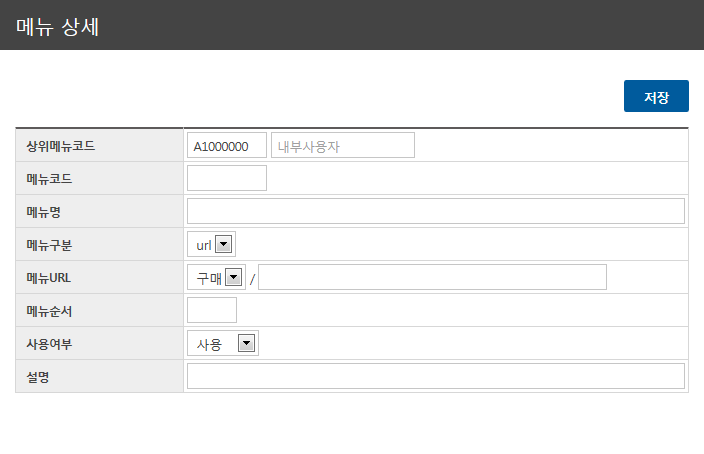 메뉴 상세
저장
상위메뉴코드 A1000000 내부사용자
메뉴코드
메뉴명
메뉴구분 url
메뉴URL 구매 /
메뉴순서
사용여부 사용
설명